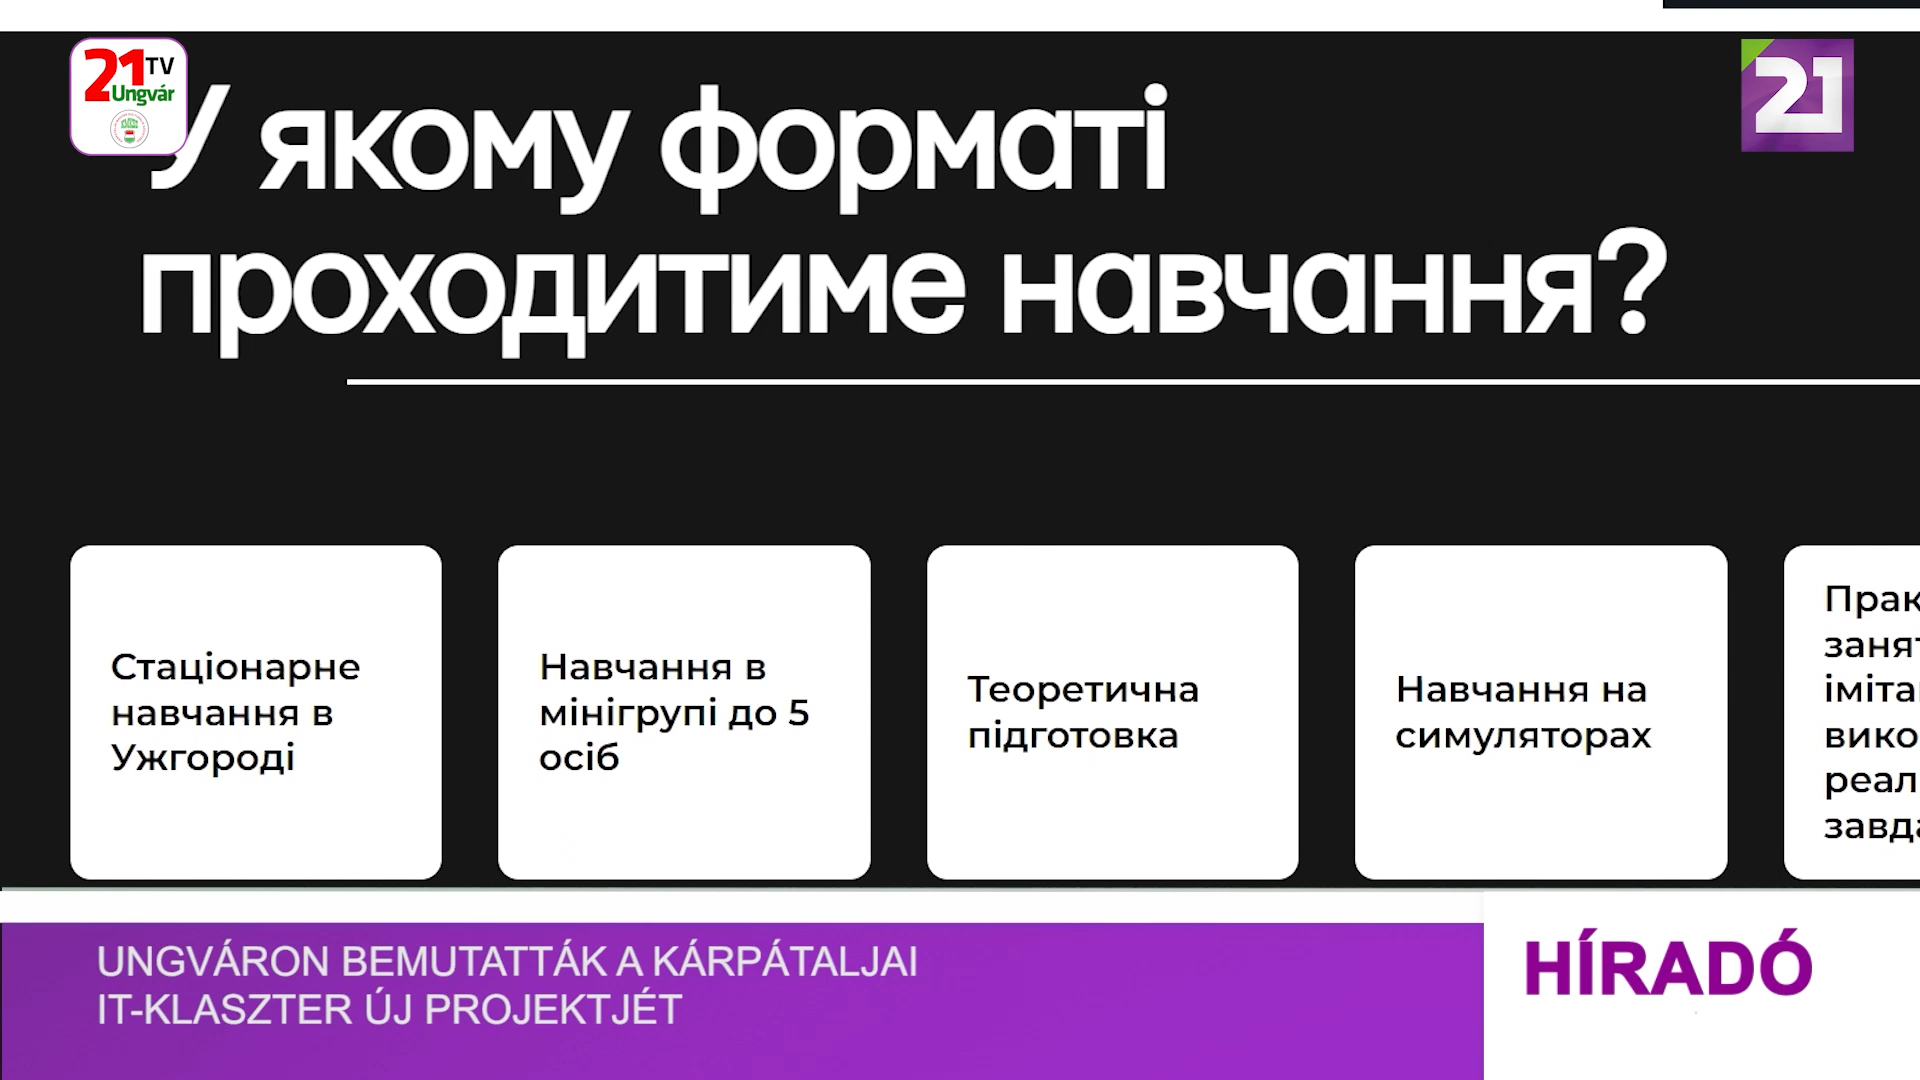 21 TV
Ungvár
21
У якому форматі
проходитиме навчання?
Стаціонарне
навчання в
Ужгороді
Навчання в
мінігрупі до 5
осіб
Теоретична
підготовка
Навчання на
симуляторах
UNGVÁRON BEMUTATTÁK A KÁRPÁTALJAI
IT-KLASZTER ÚJ PROJEKTJÉT
HÍRADÓ